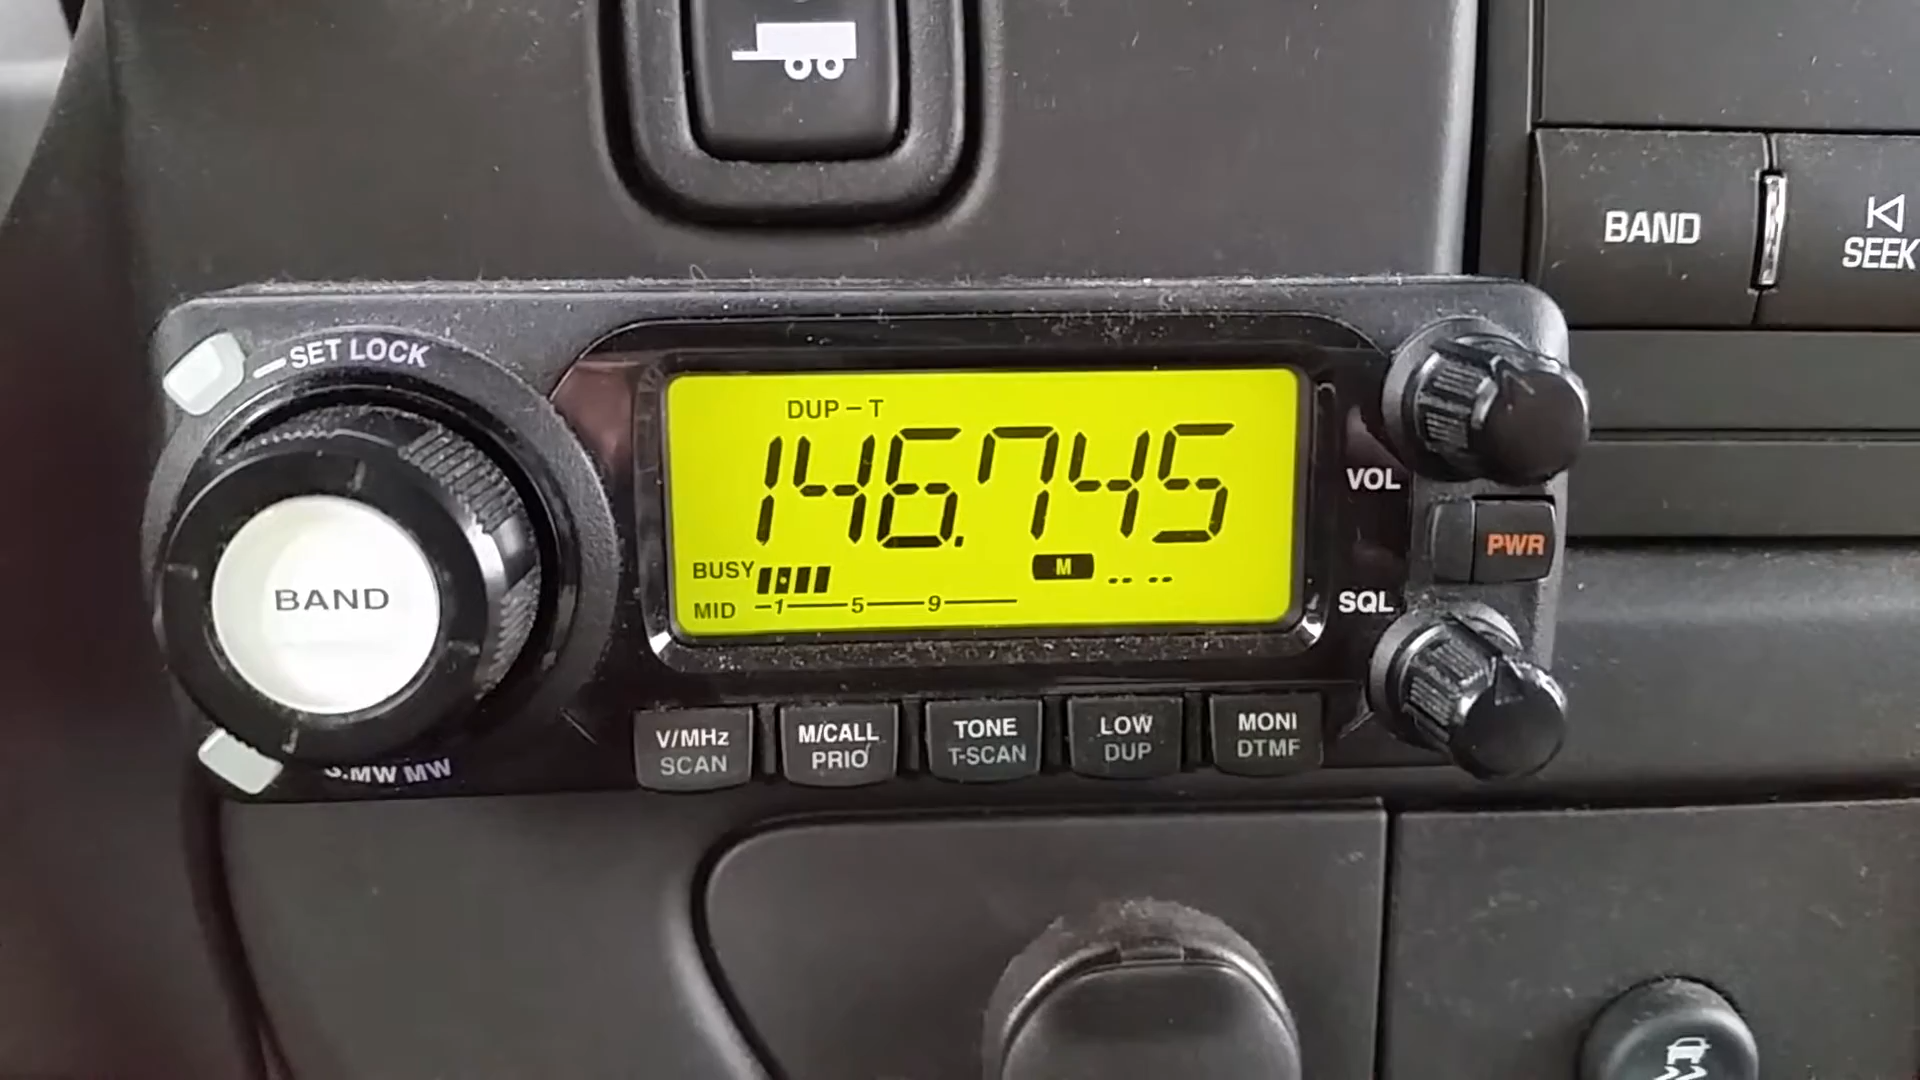 BAND
SEEK
SET LOCK
DUP – T
146.745
BUSY
M
MID
1 5 9
VOL
PWR
SQL
BAND
S.MW MW
V/MHz
SCAN
M/CALL
PRIO
TONE
T-SCAN
LOW
DUP
MONI
DTMF